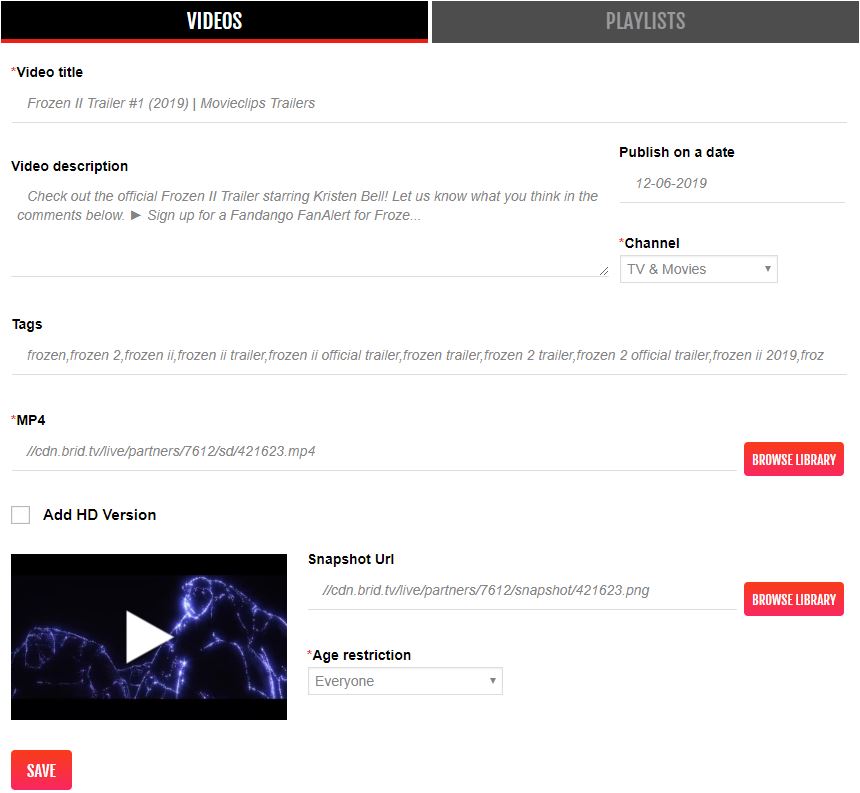 VIDEOS
PLAYLISTS
*Video title
Frozen II Trailer #1 (2019) | Movieclips Trailers
Video description
Check out the official Frozen II Trailer starring Kristen Bell! Let us know what you think in the
comments below. ► Sign up for a Fandango FanAlert for Froze...
Publish on a date
12-06-2019
*Channel
TV & Movies
Tags
frozen,frozen 2,frozen ii,frozen ii trailer,frozen ii official trailer,frozen trailer,frozen 2 trailer,frozen 2 official trailer,frozen ii 2019,froz
*MP4
//cdn.brid.tv/live/partners/7612/sd/421623.mp4
BROWSE LIBRARY
Add HD Version
Snapshot Url
//cdn.brid.tv/live/partners/7612/snapshot/421623.png
BROWSE LIBRARY
*Age restriction
Everyone
SAVE